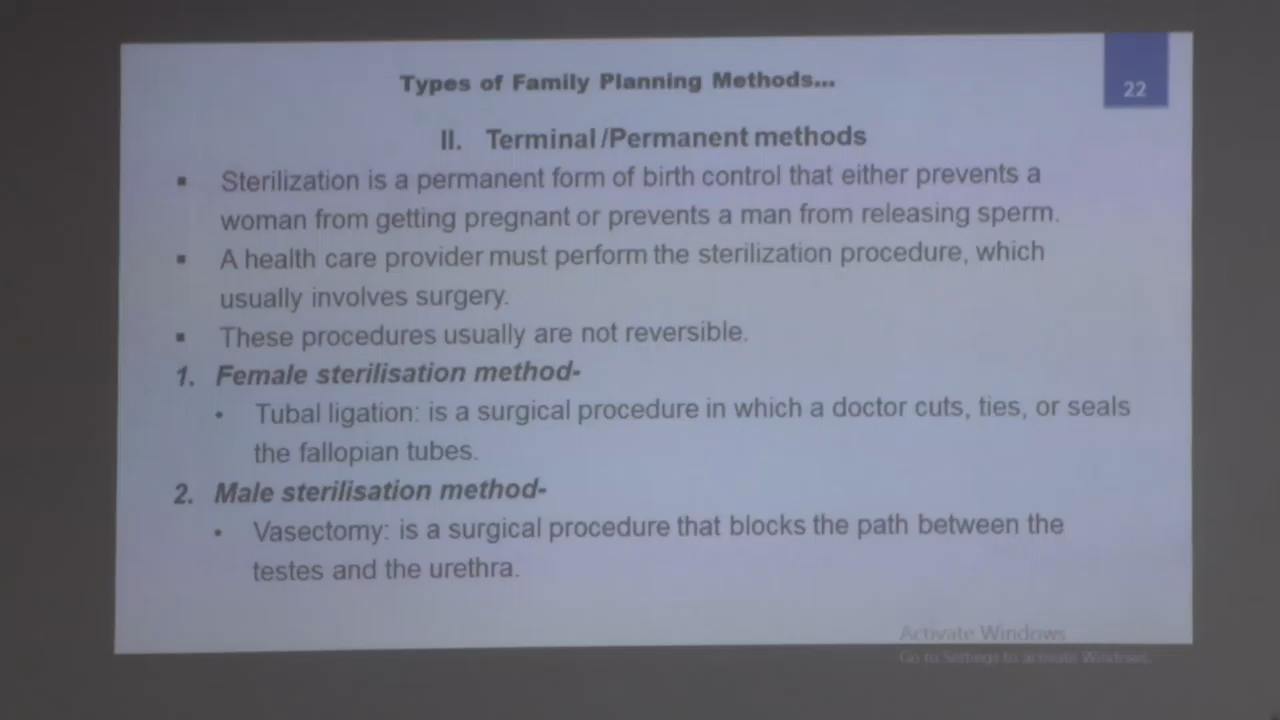 Types of Family Planning Methods...
22
II. Terminal /Permanent methods
▪ Sterilization is a permanent form of birth control that either prevents a
woman from getting pregnant or prevents a man from releasing sperm.
▪ A health care provider must perform the sterilization procedure, which
usually involves surgery.
▪ These procedures usually are not reversible.
1. Female sterilisation method-
• Tubal ligation: is a surgical procedure in which a doctor cuts, ties, or seals
the fallopian tubes.
2. Male sterilisation method-
• Vasectomy: is a surgical procedure that blocks the path between the
testes and the urethra.
Activate Windows
Go to Settings to activate Windows.